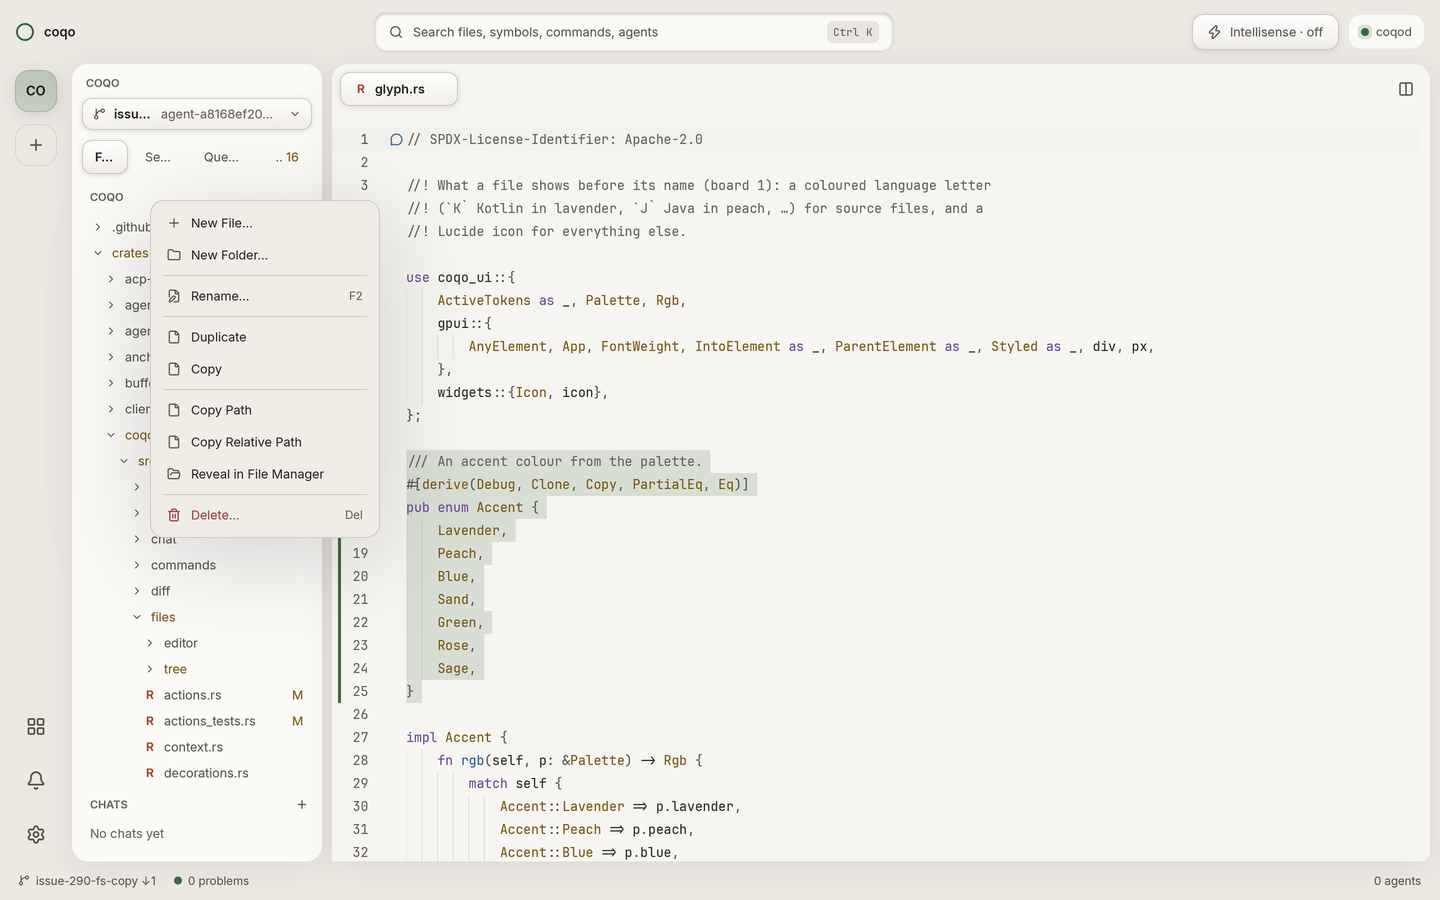 coqo
Search files, symbols, commands, agents
Ctrl K
Intellisense · off
coqod
CO
COQO
issu... agent-a8168ef20...
F... Se... Que... .. 16
COQO
.github
crates
acp-
agen
agen
anch
buff
clien
coqo
sr
chat
commands
diff
files
editor
tree
R actions.rs M
R actions_tests.rs M
R context.rs
R decorations.rs
CHATS
No chats yet
New File...
New Folder...
Rename... F2
Duplicate
Copy
Copy Path
Copy Relative Path
Reveal in File Manager
Delete... Del
R glyph.rs
1 // SPDX-License-Identifier: Apache-2.0
2
3 //! What a file shows before its name (board 1): a coloured language letter
//! (`K` Kotlin in lavender, `J` Java in peach, …) for source files, and a
//! Lucide icon for everything else.
use coqo_ui::{
ActiveTokens as _, Palette, Rgb,
gpui::{
AnyElement, App, FontWeight, IntoElement as _, ParentElement as _, Styled as _, div, px,
},
widgets::{Icon, icon},
};
/// An accent colour from the palette.
#[derive(Debug, Clone, Copy, PartialEq, Eq)]
pub enum Accent {
Lavender,
19 Peach,
20 Blue,
21 Sand,
22 Green,
23 Rose,
24 Sage,
25 }
26
27 impl Accent {
28 fn rgb(self, p: &Palette) -> Rgb {
29 match self {
30 Accent::Lavender => p.lavender,
31 Accent::Peach => p.peach,
32 Accent::Blue => p.blue,
issue-290-fs-copy ↓1
0 problems
0 agents